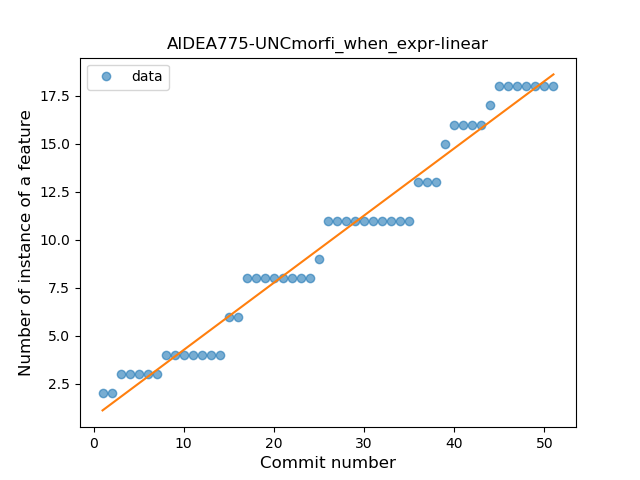 AIDEA775-UNCmorfi_when_expr-linear
data
17.5
15.0
12.5
10.0
7.5
5.0
2.5
Number of instance of a feature
0 10 20 30 40 50
Commit number